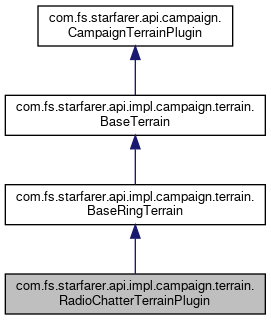 com.fs.starfarer.api.campaign.
CampaignTerrainPlugin
com.fs.starfarer.api.impl.campaign.terrain.
BaseTerrain
com.fs.starfarer.api.impl.campaign.terrain.
BaseRingTerrain
com.fs.starfarer.api.impl.campaign.terrain.
RadioChatterTerrainPlugin